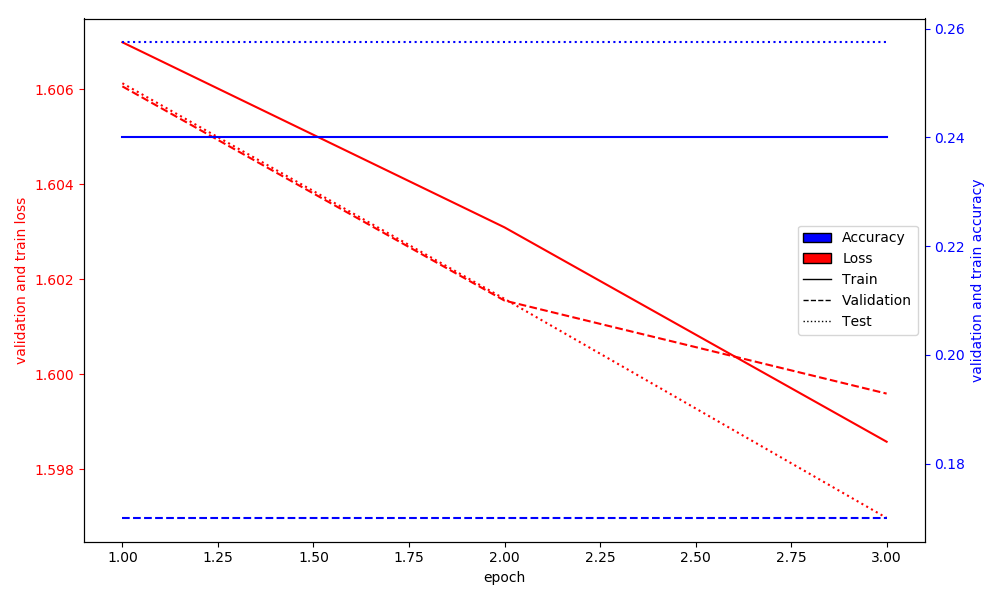 validation and train loss
1.606
1.604
1.602
1.600
1.598
0.26
0.24
0.22
0.20
0.18
validation and train accuracy
Accuracy
Loss
Train
Validation
Test
1.00 1.25 1.50 1.75 2.00 2.25 2.50 2.75 3.00
epoch